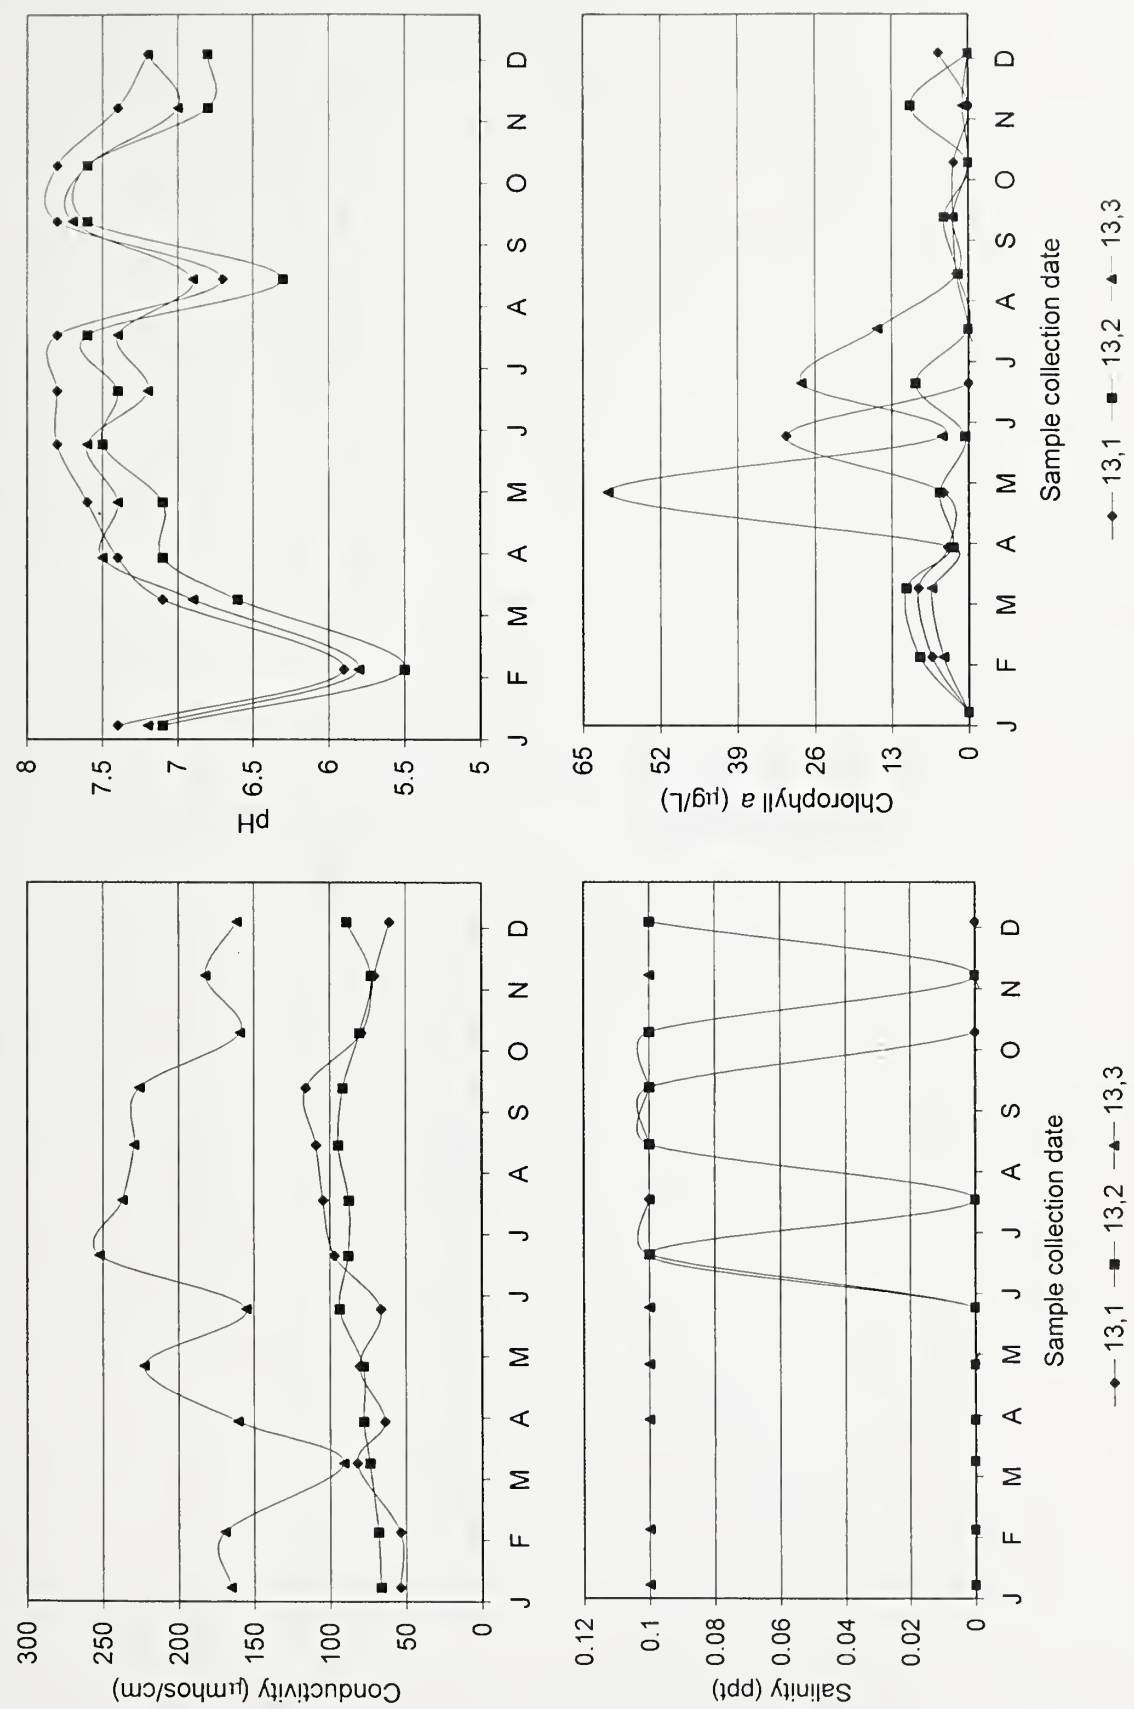 300
250
200
150
100
50
0
Conductivity (µmhos/cm)
J F M A M J J A S O N D
8
7.5
7
6.5
6
5.5
5
pH
J F M A M J J A S O N D
0.12
0.1
0.08
0.06
0.04
0.02
0
Salinity (ppt)
J F M A M J J A S O N D
Sample collection date
13,1 13,2 13,3
65
52
39
26
13
0
Chlorophyll a (µg/L)
J F M A M J J A S O N D
Sample collection date
13,1 13,2 13,3